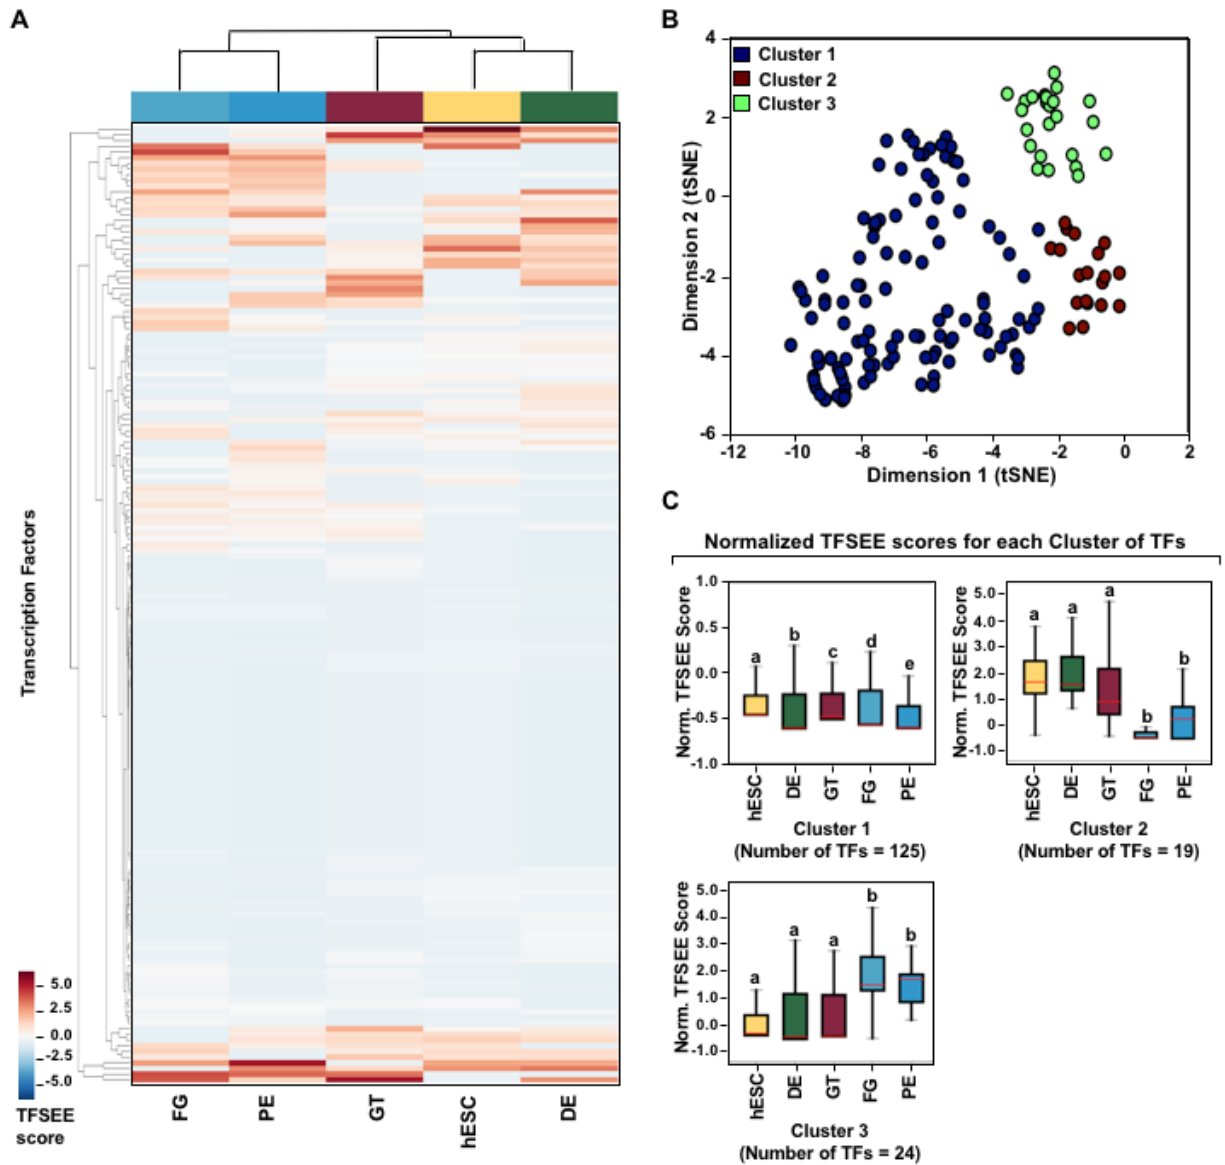 A
Transcription Factors
5.0
2.5
0.0
-2.5
-5.0
TFSEE
score
FG
PE
GT
hESC
DE
B
Cluster 1
Cluster 2
Cluster 3
4
2
0
-2
-4
-6
Dimension 2 (tSNE)
-12
-10
-8
-6
-4
-2
0
2
Dimension 1 (tSNE)
C
Normalized TFSEE scores for each Cluster of TFs
Norm. TFSEE Score
1.0
0.5
0.0
-0.5
-1.0
a
b
c
d
e
hESC
DE
GT
FG
PE
Cluster 1
(Number of TFs = 125)
Norm. TFSEE Score
5.0
4.0
3.0
2.0
1.0
0
-1.0
a
a
a
b
b
hESC
DE
GT
FG
PE
Cluster 2
(Number of TFs = 19)
Norm. TFSEE Score
5.0
4.0
3.0
2.0
1.0
0.0
-1.0
a
a
a
b
b
hESC
DE
GT
FG
PE
Cluster 3
(Number of TFs = 24)